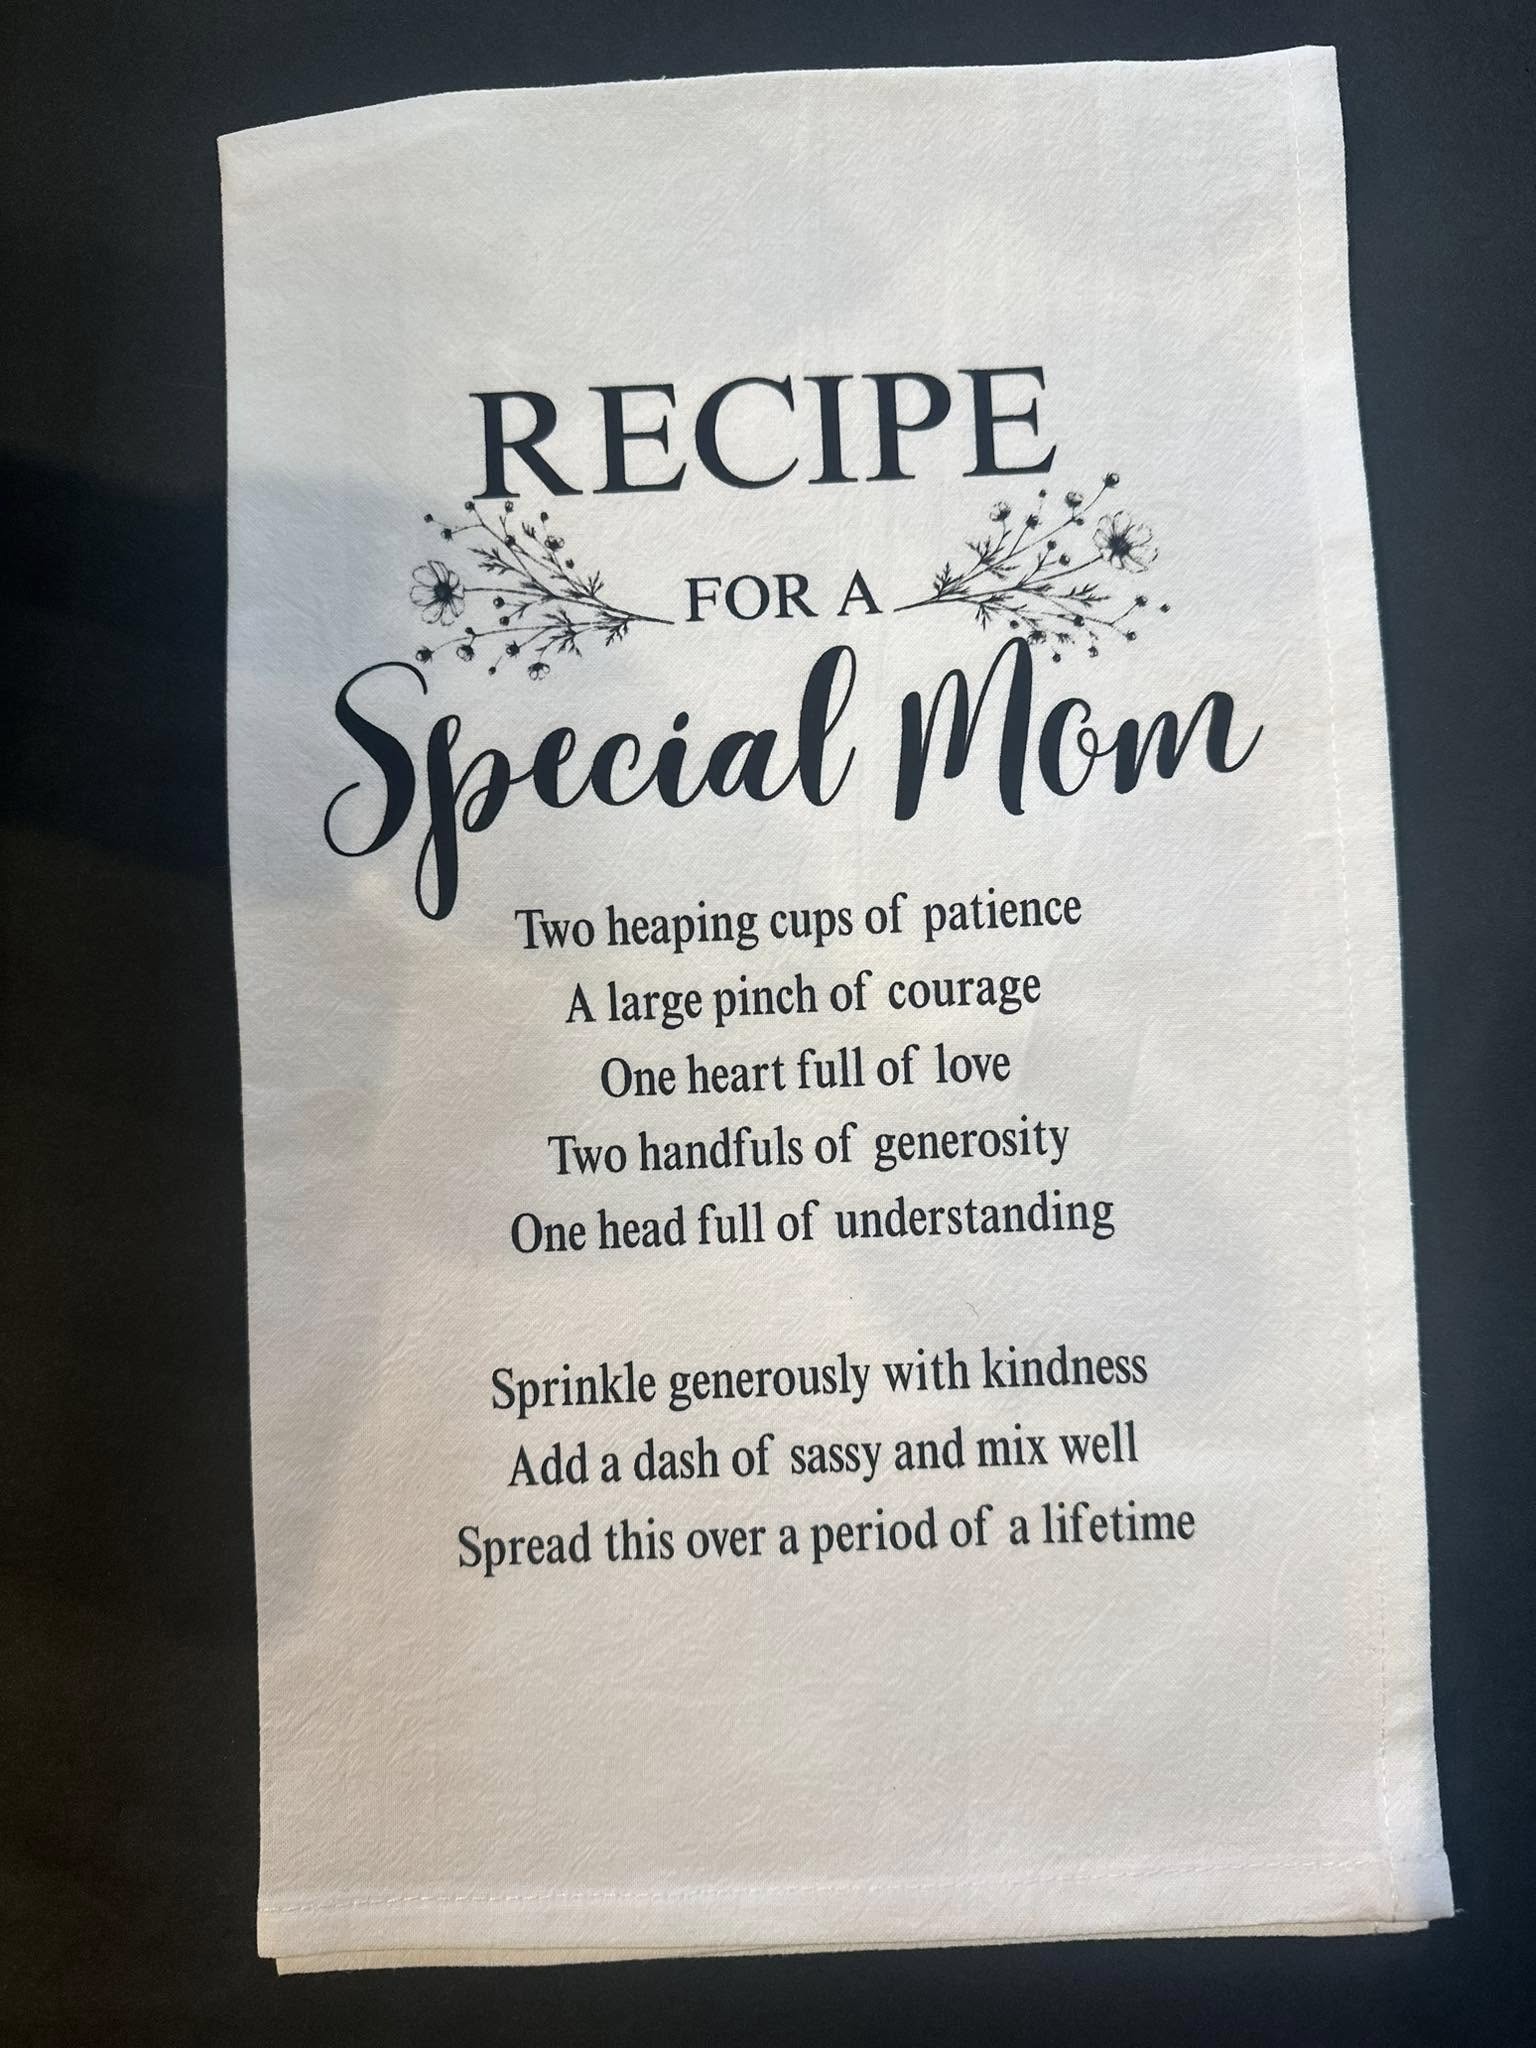 RECIPE
FOR A
Special Mom
Two heaping cups of patience
A large pinch of courage
One heart full of love
Two handfuls of generosity
One head full of understanding
Sprinkle generously with kindness
Add a dash of sassy and mix well
Spread this over a period of a lifetime